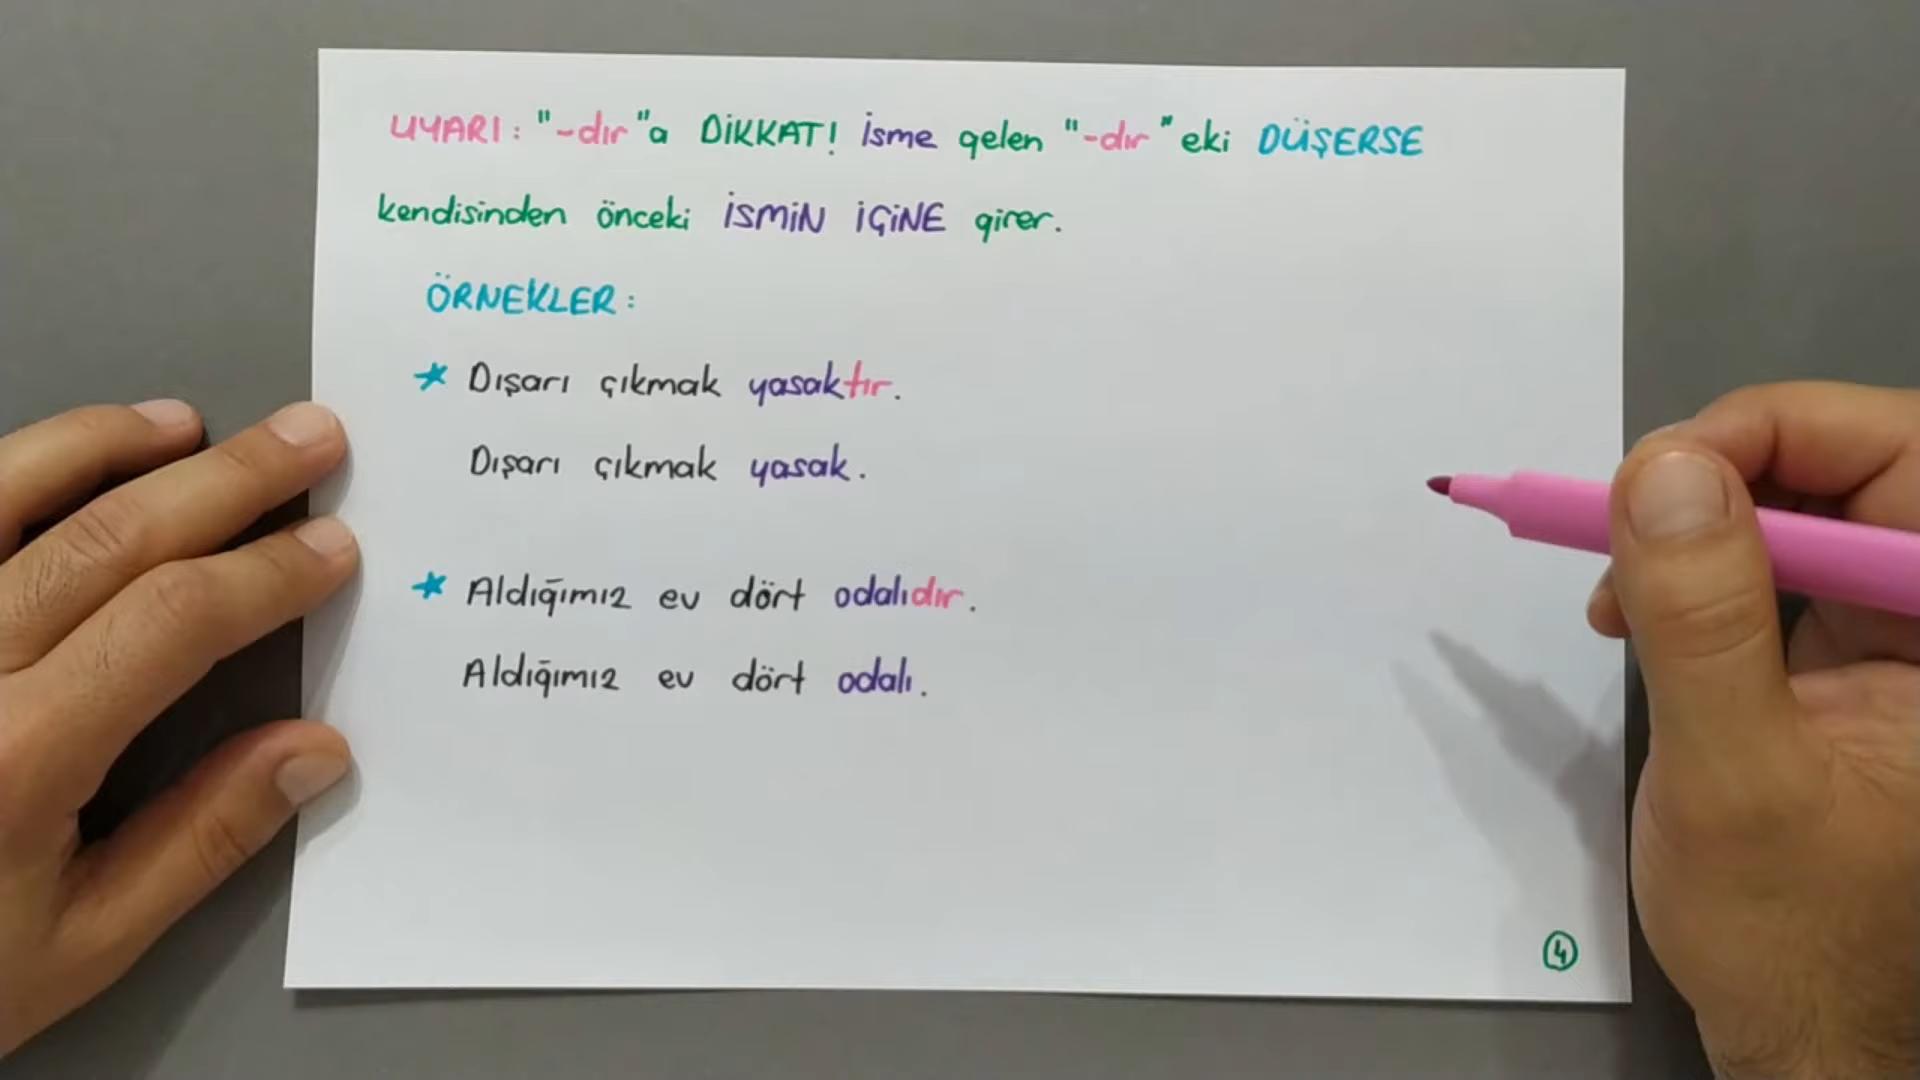 UYARI: "-dır"a DİKKAT! İsme gelen "-dır" eki DÜŞERSE
kendisinden önceki İSMİN İÇİNE girer.
ÖRNEKLER:
* Dışarı çıkmak yasaktır.
Dışarı çıkmak yasak.
* Aldığımız ev dört odalıdır.
Aldığımız ev dört odalı.
4